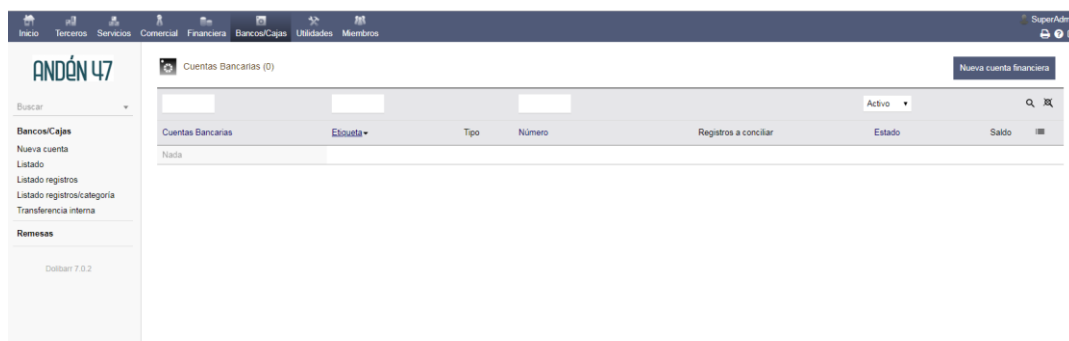 Inicio Terceros Servicios Comercial Financiera Bancos/Cajas Utilidades Miembros SuperAdm
ANDÉN 47
Cuentas Bancarias (0)
Nueva cuenta financiera
Buscar
Activo
Cuentas Bancarias Etiqueta Tipo Número Registros a conciliar Estado Saldo
Nada
Bancos/Cajas
Nueva cuenta
Listado
Listado registros
Listado registros/categoría
Transferencia interna
Remesas
Dolibarr 7.0.2